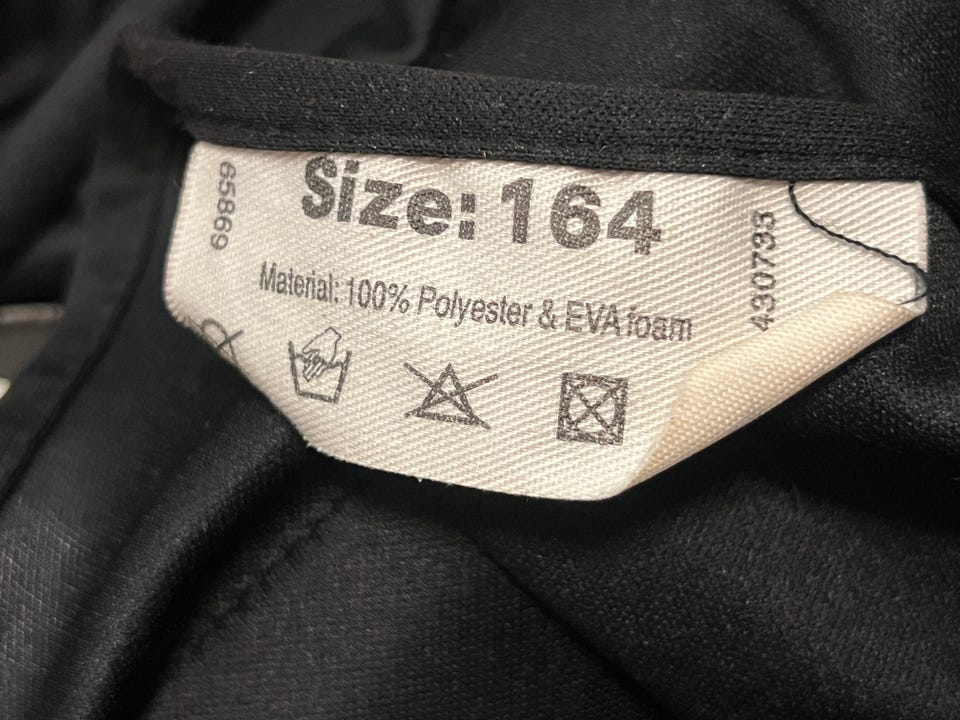 65869
Size: 164
430733
Material: 100% Polyester & EVA foam